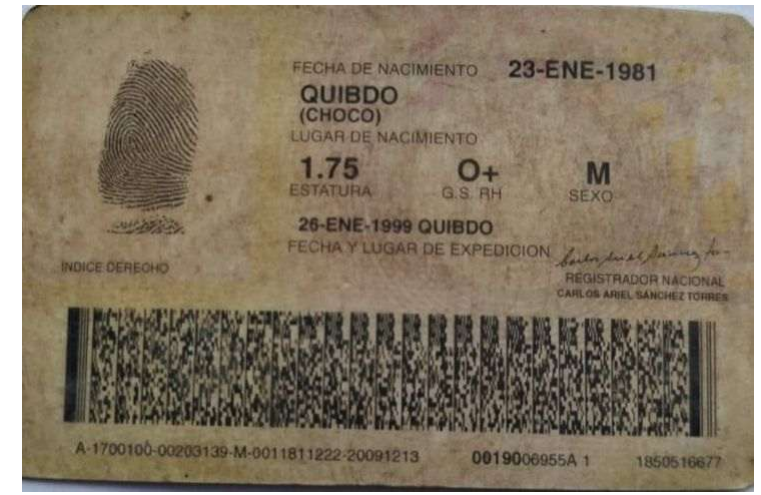 FECHA DE NACIMIENTO 23-ENE-1981
QUIBDO
(CHOCO)
LUGAR DE NACIMIENTO
1.75 O+ M
ESTATURA G.S. RH SEXO
26-ENE-1999 QUIBDO
FECHA Y LUGAR DE EXPEDICION
INDICE DERECHO
REGISTRADOR NACIONAL
CARLOS ARIEL SÁNCHEZ TORRES
A-1700100-00203139-M-0011811222-20091213 0019006955A 1 1850516677